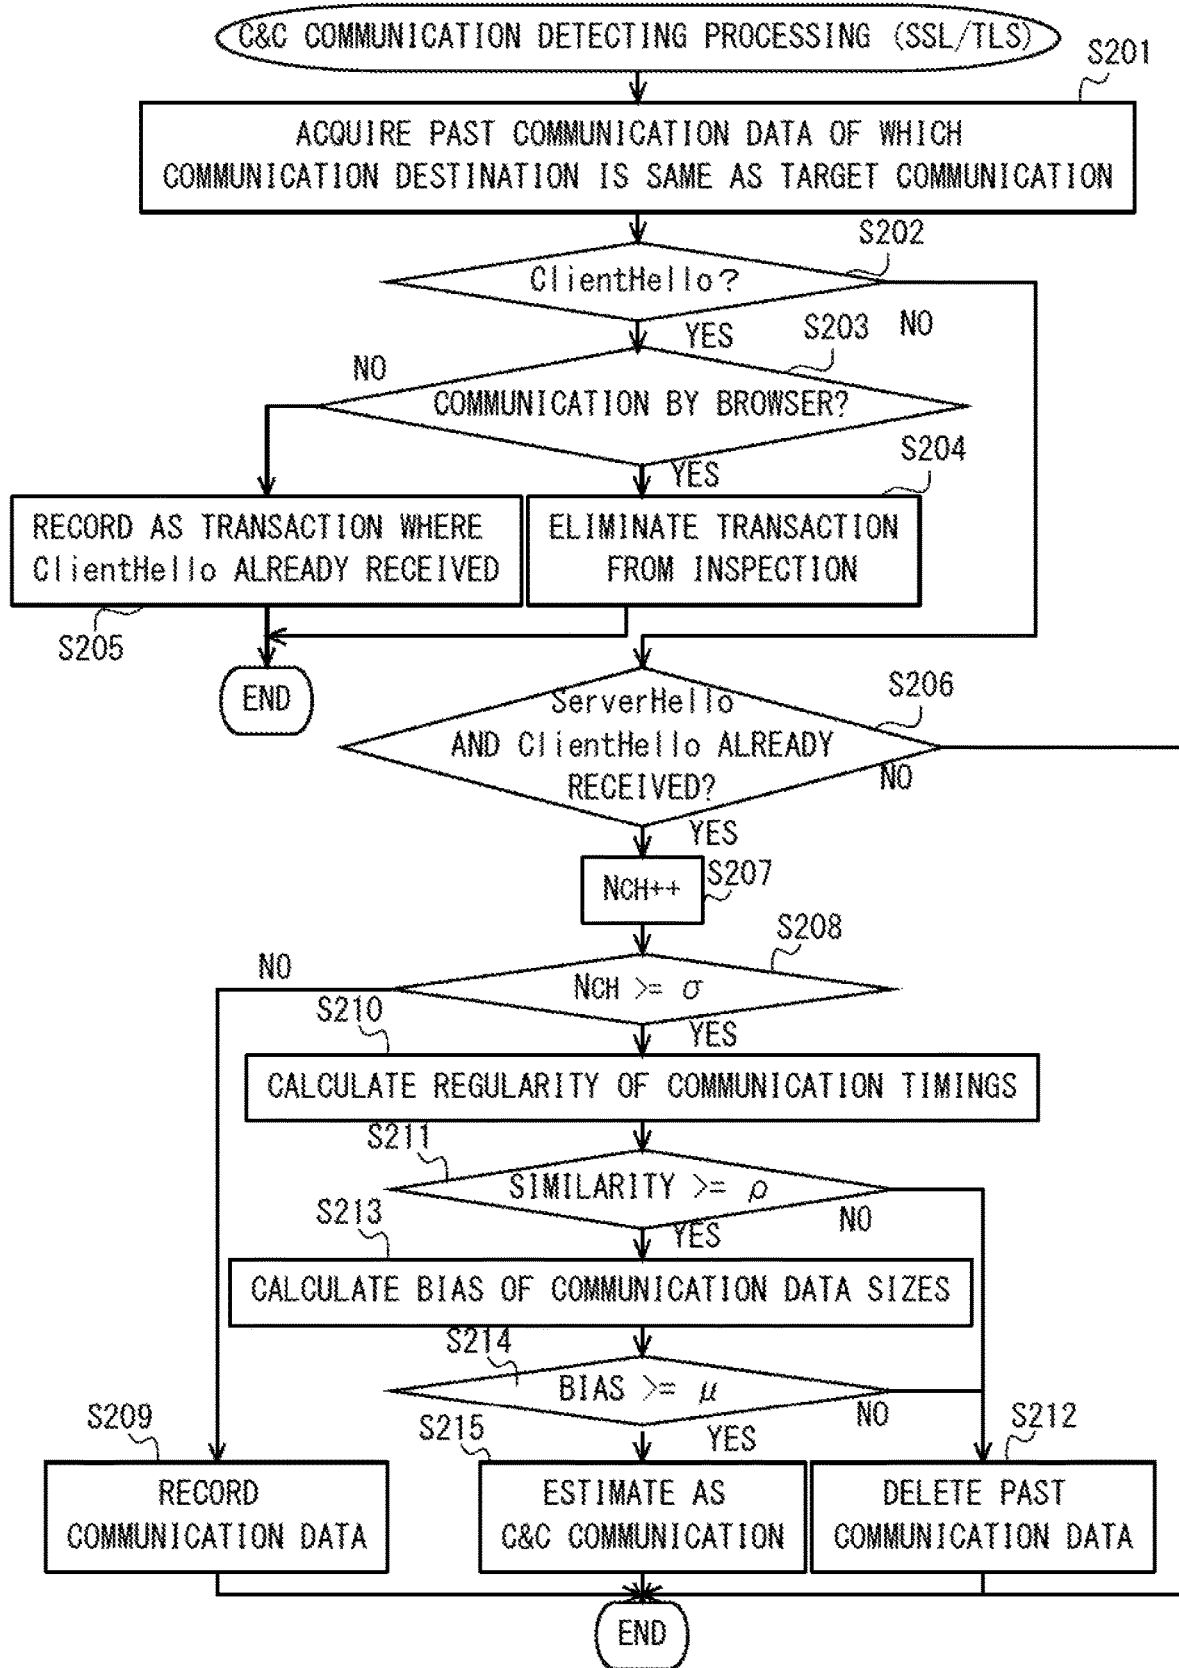 C&C COMMUNICATION DETECTING PROCESSING (SSL/TLS)
S201
ACQUIRE PAST COMMUNICATION DATA OF WHICH
COMMUNICATION DESTINATION IS SAME AS TARGET COMMUNICATION
S202
ClientHello?
NO
YES
S203
NO
COMMUNICATION BY BROWSER?
YES
S204
RECORD AS TRANSACTION WHERE
ClientHello ALREADY RECEIVED
ELIMINATE TRANSACTION
FROM INSPECTION
S205
END
S206
ServerHello
AND ClientHello ALREADY
RECEIVED?
NO
YES
S207
NCH++
S208
NO
NCH >= σ
S210
YES
CALCULATE REGULARITY OF COMMUNICATION TIMINGS
S211
SIMILARITY >= ρ
S213
NO
YES
CALCULATE BIAS OF COMMUNICATION DATA SIZES
S214
BIAS >= μ
NO
S209
S215
YES
S212
RECORD
COMMUNICATION DATA
ESTIMATE AS
C&C COMMUNICATION
DELETE PAST
COMMUNICATION DATA
END